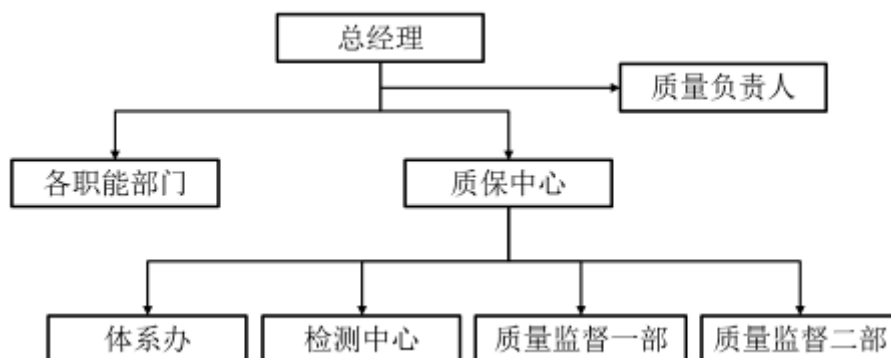 总经理
质量负责人
各职能部门
质保中心
体系办
检测中心
质量监督一部
质量监督二部